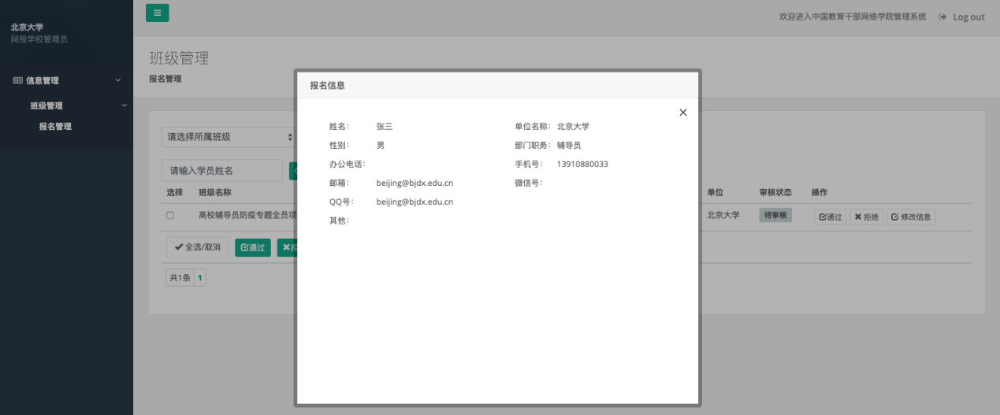 欢迎进入中国教育干部网络学院管理系统 Log out
北京大学
网报学校管理员
信息管理
班级管理
报名管理
班级管理
报名管理
请选择所属班级
请输入学员姓名
选择 班级名称 单位 审核状态 操作
高校辅导员防疫专题全员项 北京大学 待审核 通过 拒绝 修改信息
全选/取消 通过
共1条 1
报名信息
姓名: 张三 单位名称: 北京大学
性别: 男 部门职务: 辅导员
办公电话: 手机号: 13910880033
邮箱: beijing@bjdx.edu.cn 微信号:
QQ号: beijing@bjdx.edu.cn
其他: